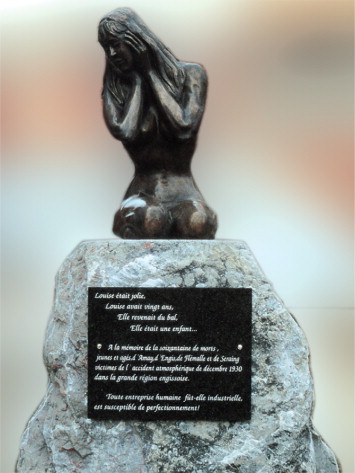 Louise était jolie,
Louise avait vingt ans,
Elle revenait du bal,
Elle était une enfant...
A la mémoire de la soixantaine de morts ,
jeunes et agis,d'Amay,d'Engis,de Flémalle et de Seraing
victimes de l' accident atmosphérique de décembre 1930
dans la grande région engissoise.
Toute entreprise humaine fût-elle industrielle,
est susceptible de perfectionnement!